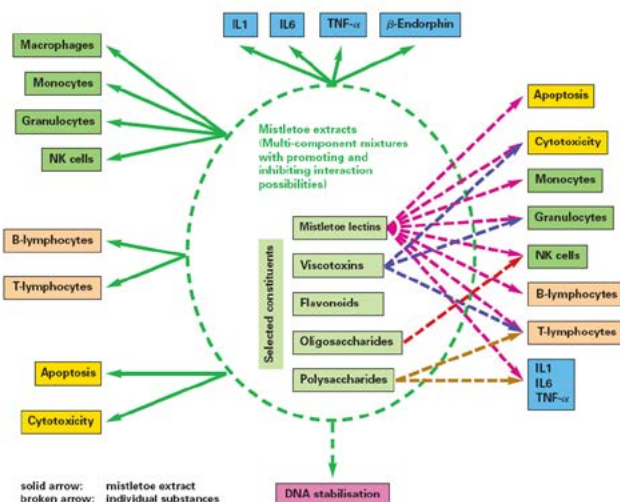 IL1
IL6
TNF-α
β-Endorphin
Macrophages
Monocytes
Granulocytes
NK cells
B-lymphocytes
T-lymphocytes
Apoptosis
Cytotoxicity
Mistletoe extracts
(Multi-component mixtures
with promoting and
inhibiting interaction
possibilities)
Selected constituents
Mistletoe lectins
Viscotoxins
Flavonoids
Oligosaccharides
Polysaccharides
Apoptosis
Cytotoxicity
Monocytes
Granulocytes
NK cells
B-lymphocytes
T-lymphocytes
IL1
IL6
TNF-α
DNA stabilisation
solid arrow: mistletoe extract
broken arrow: individual substances